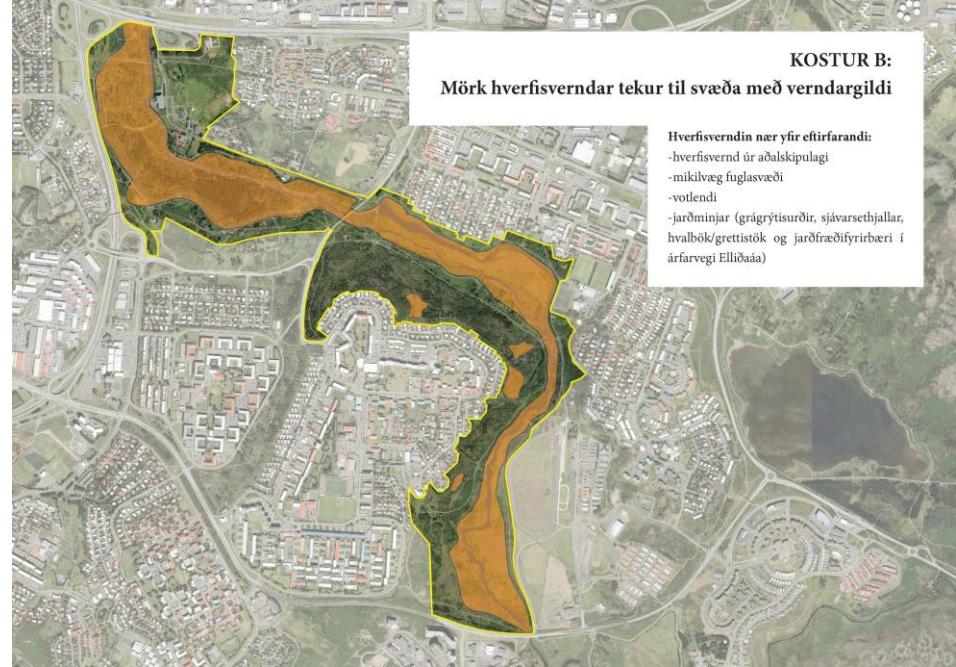 KOSTUR B:
Mörk hverfisverndar tekur til svæða með verndargildi
Hverfisverndin nær yfir eftirfarandi:
-hverfisvernd úr aðalskipulagi
-mikilvæg fuglasvæði
-votlendi
-jarðminjar (grágrýtisurðir, sjávarsethjallar,
hvalbök/grettistök og jarðfræðifyrirbæri í
árfarvegi Elliðaáa)